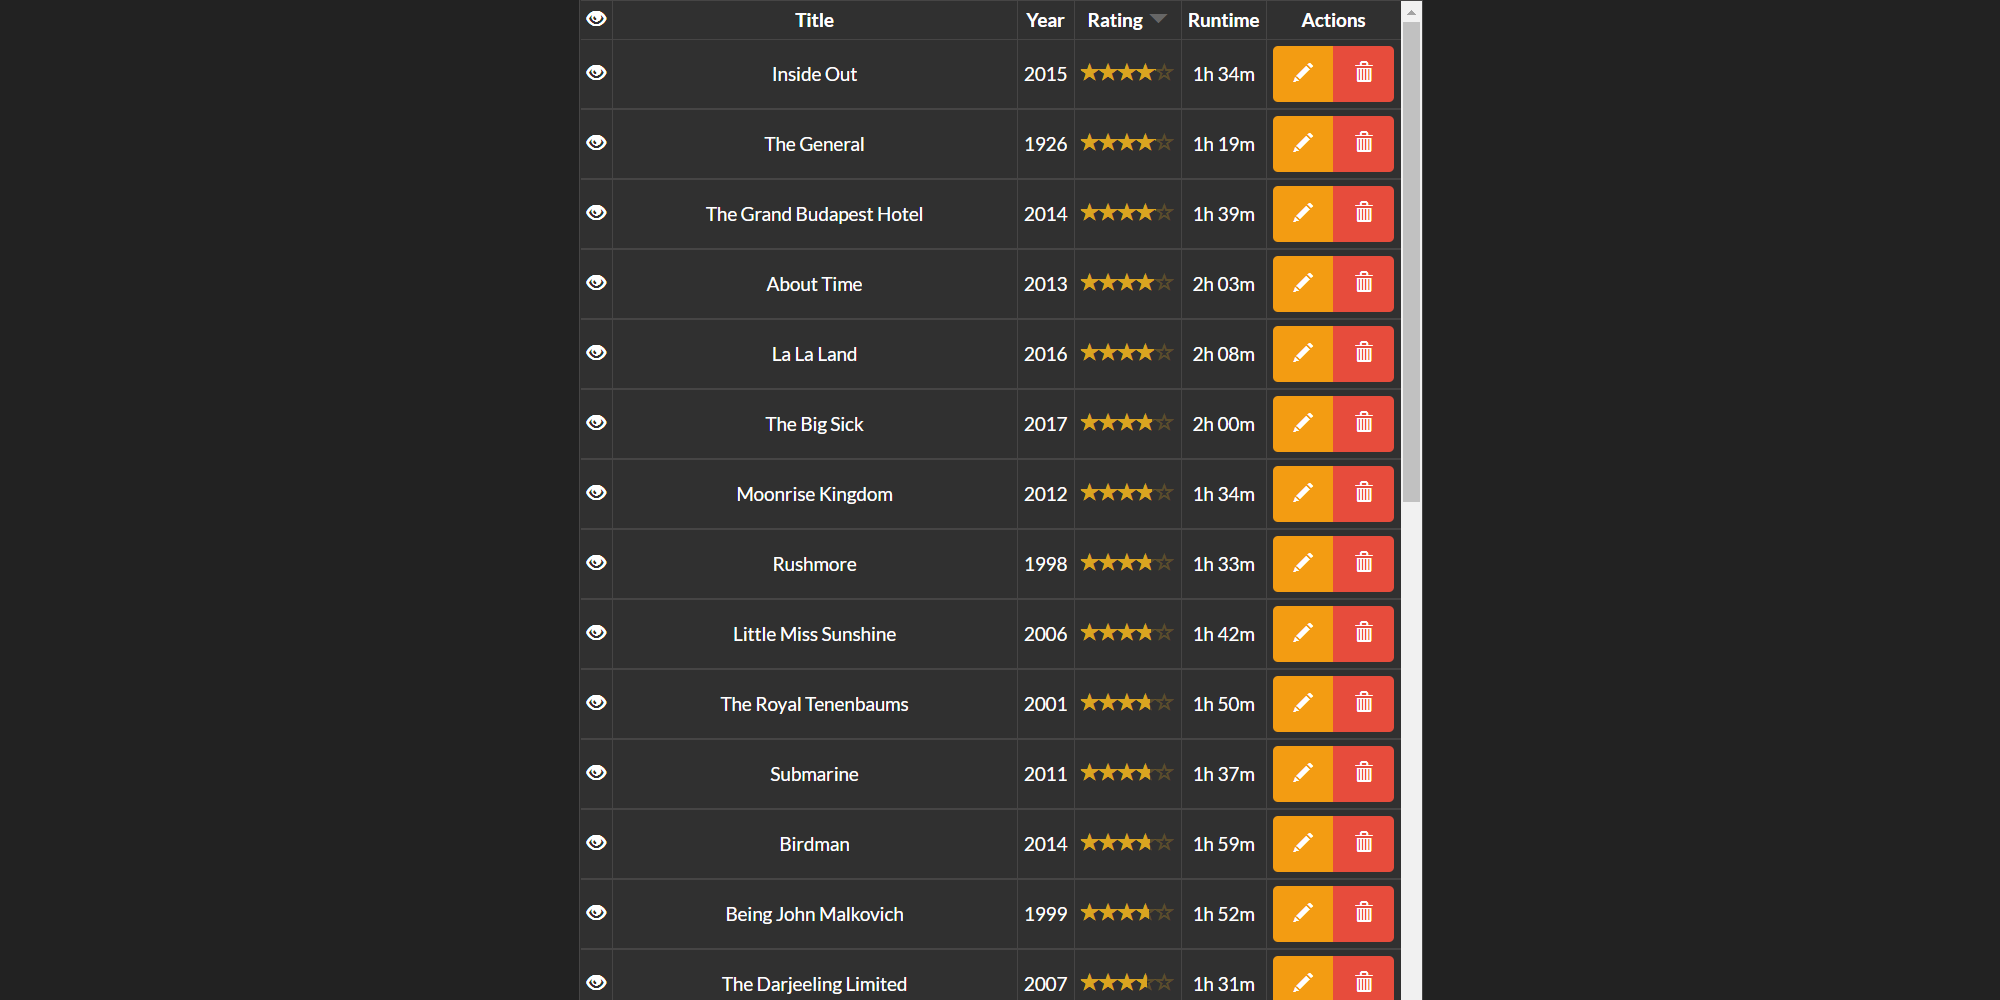 Title Year Rating Runtime Actions
Inside Out 2015 1h 34m
The General 1926 1h 19m
The Grand Budapest Hotel 2014 1h 39m
About Time 2013 2h 03m
La La Land 2016 2h 08m
The Big Sick 2017 2h 00m
Moonrise Kingdom 2012 1h 34m
Rushmore 1998 1h 33m
Little Miss Sunshine 2006 1h 42m
The Royal Tenenbaums 2001 1h 50m
Submarine 2011 1h 37m
Birdman 2014 1h 59m
Being John Malkovich 1999 1h 52m
The Darjeeling Limited 2007 1h 31m